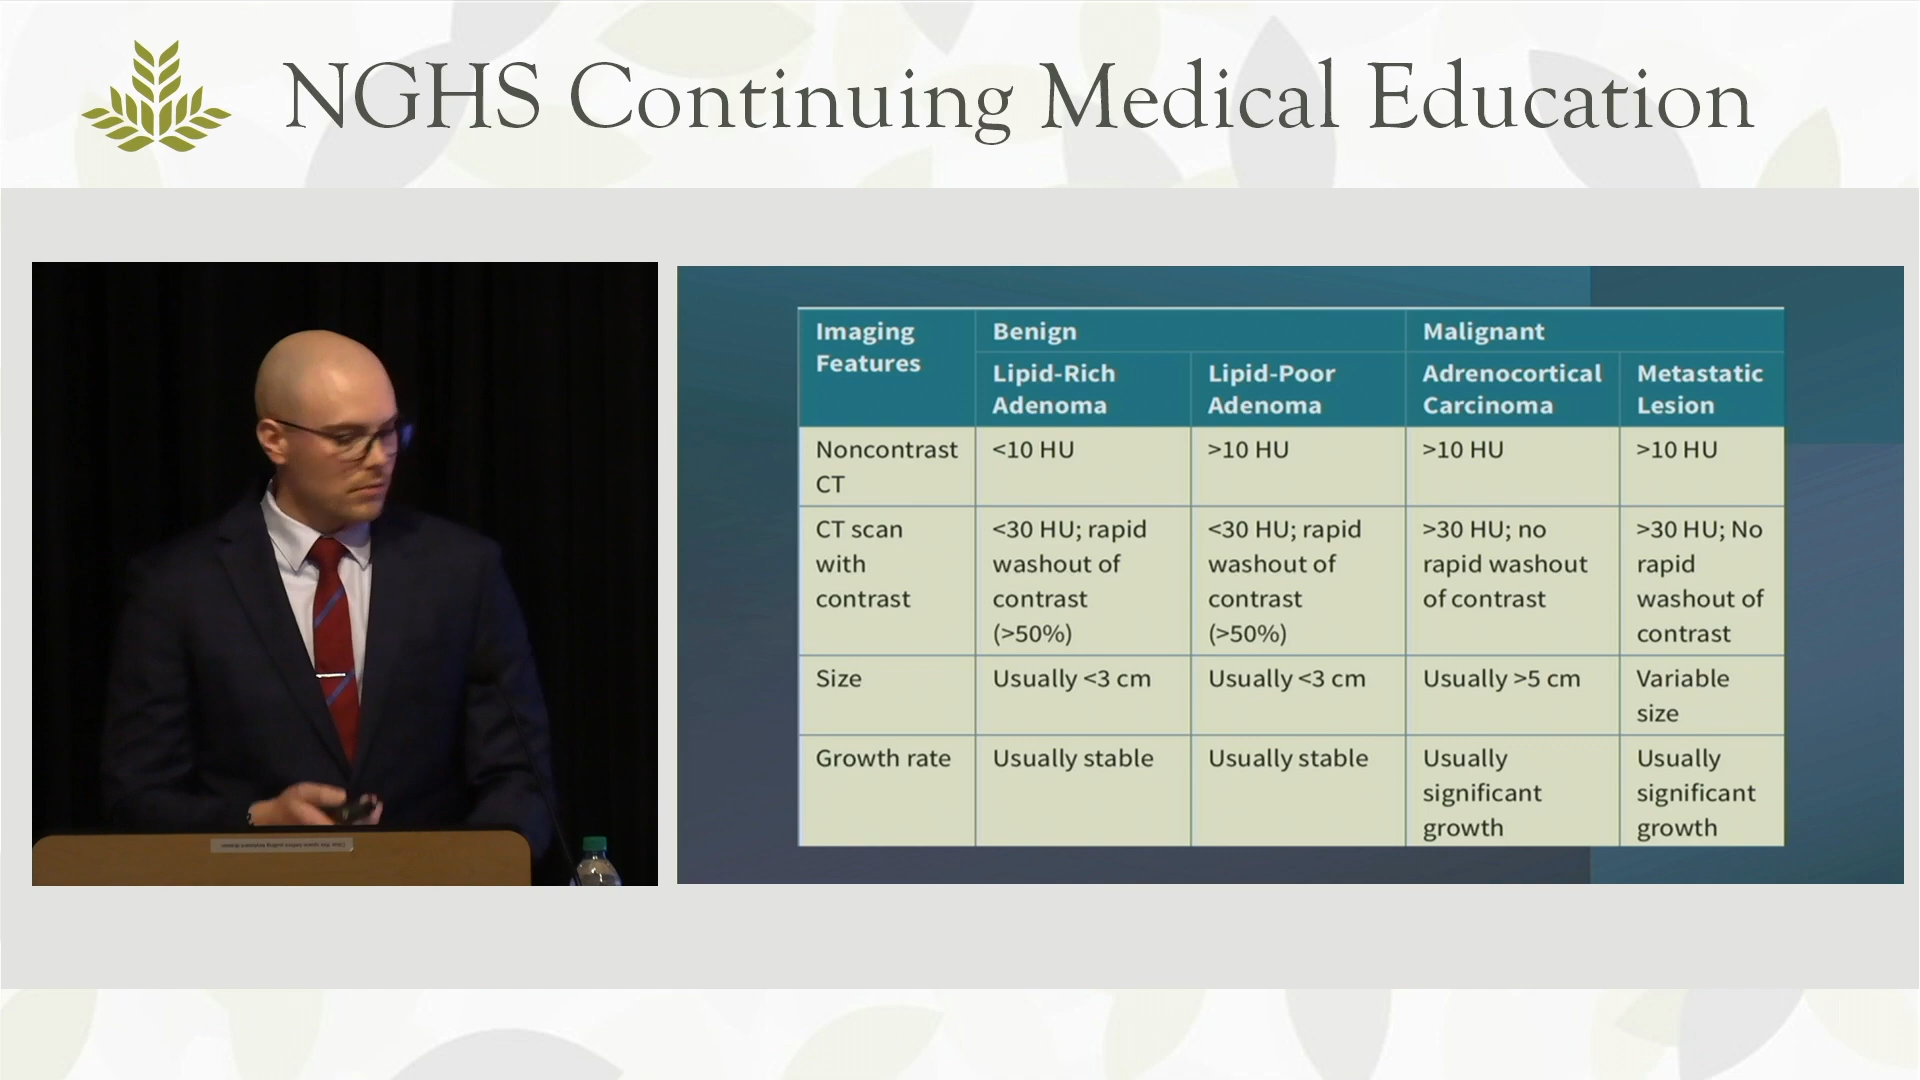 NGHS Continuing Medical Education
Imaging
Features
Benign
Malignant
Lipid-Rich
Adenoma
Lipid-Poor
Adenoma
Adrenocortical
Carcinoma
Metastatic
Lesion
Noncontrast
CT
<10 HU
>10 HU
>10 HU
>10 HU
CT scan
with
contrast
<30 HU; rapid
washout of
contrast
(>50%)
<30 HU; rapid
washout of
contrast
(>50%)
>30 HU; no
rapid washout
of contrast
>30 HU; No
rapid
washout of
contrast
Size
Usually <3 cm
Usually <3 cm
Usually >5 cm
Variable
size
Growth rate
Usually stable
Usually stable
Usually
significant
growth
Usually
significant
growth